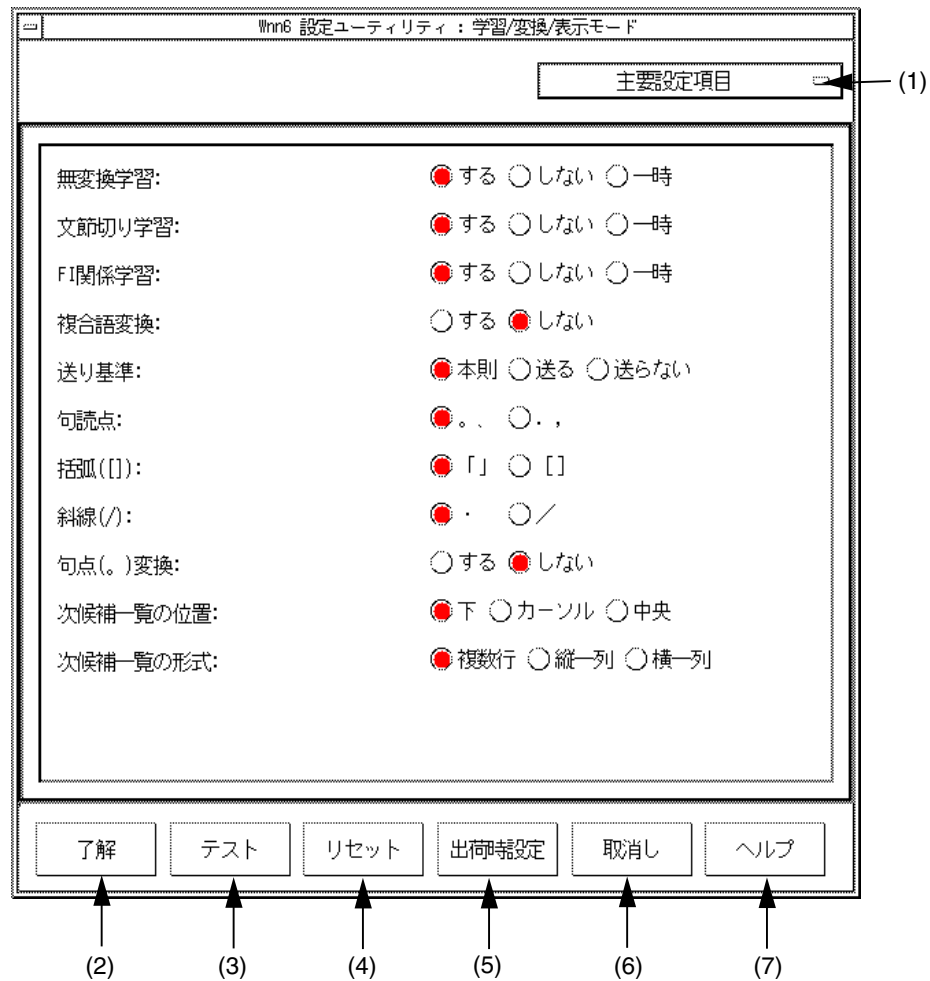 Wnn6 設定ユーティリティ : 学習/変換/表示モード
主要設定項目
(1)
無変換学習: する しない 一時
文節切り学習: する しない 一時
FI関係学習: する しない 一時
複合語変換: する しない
送り基準: 本則 送る 送らない
句読点: 。、 ．，
括弧([]): 「」 []
斜線(/): ・ ／
句点(。)変換: する しない
次候補一覧の位置: 下 カーソル 中央
次候補一覧の形式: 複数行 縦一列 横一列
了解 テスト リセット 出荷時設定 取消し ヘルプ
(2) (3) (4) (5) (6) (7)